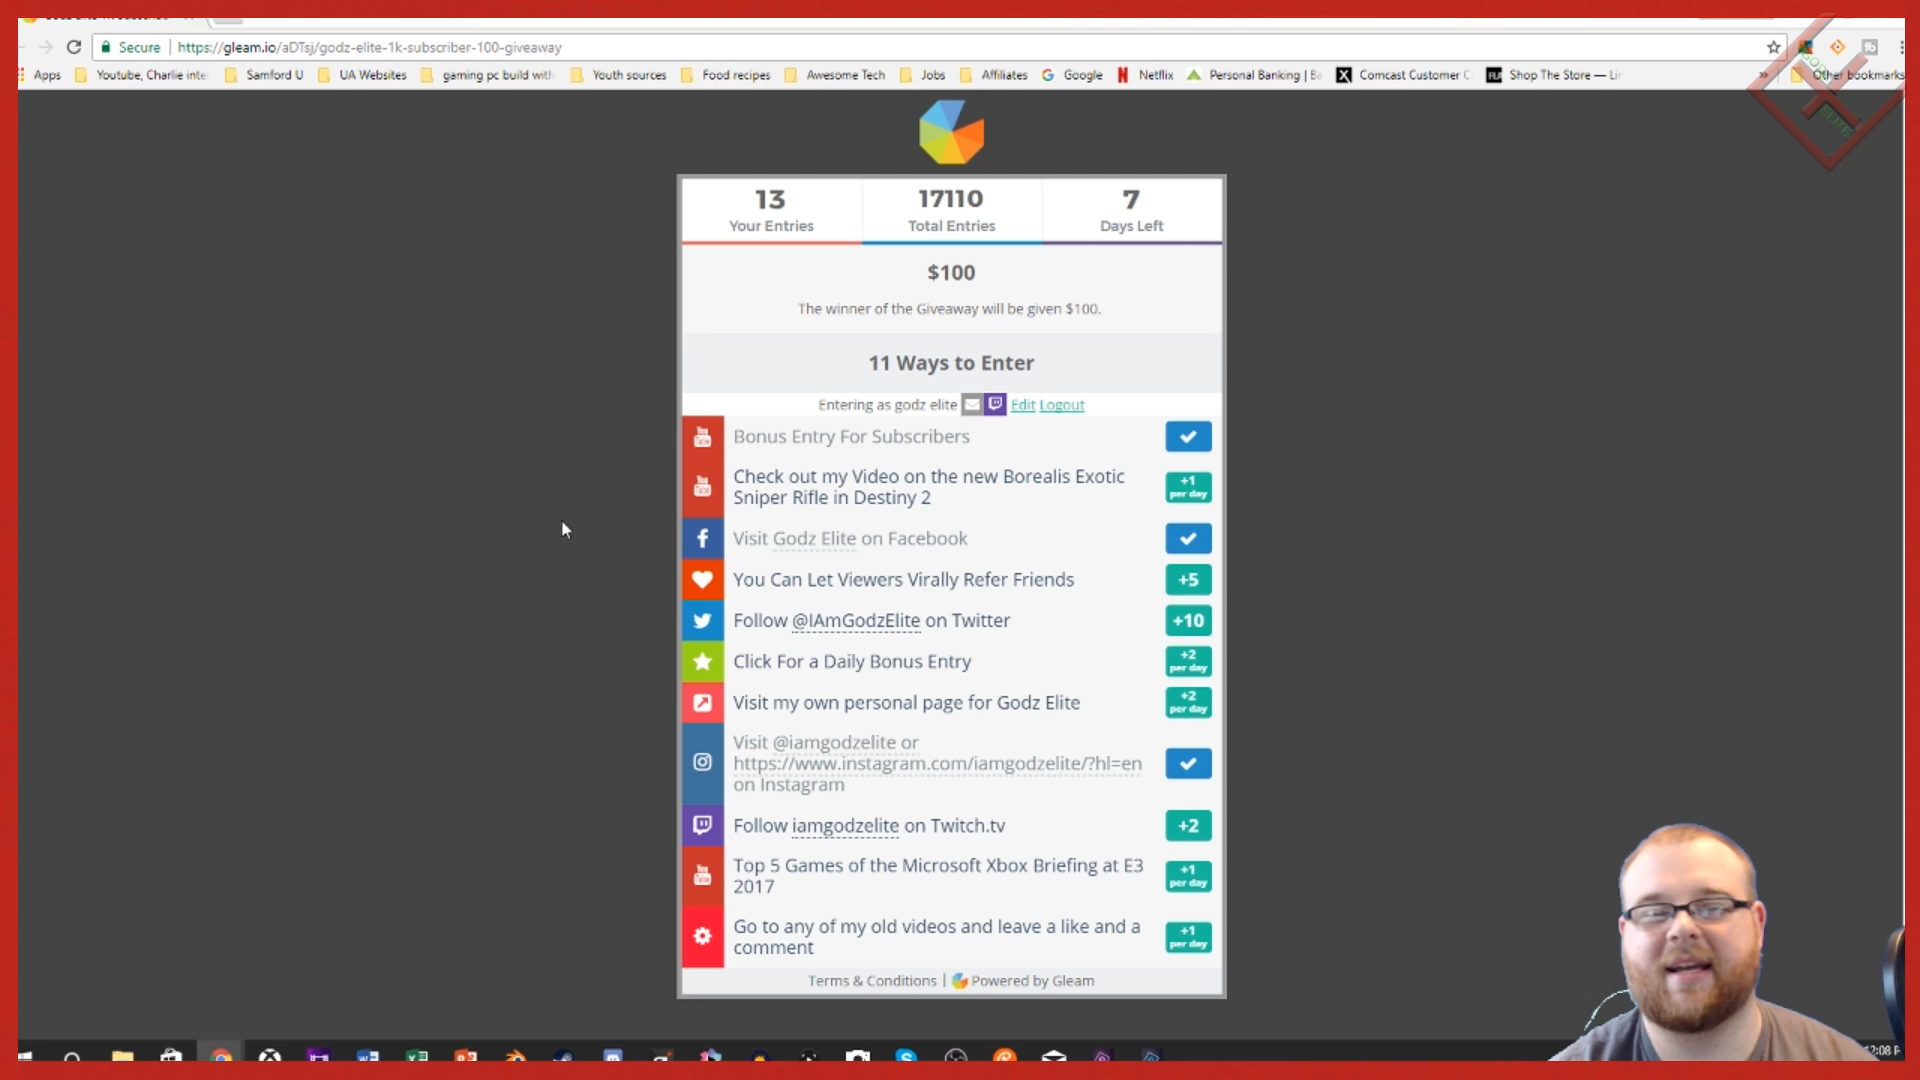 Secure | https://gleam.io/aDTsj/godz-elite-1k-subscriber-100-giveaway
Apps Youtube, Charlie inte Samford U UA Websites gaming pc build with Youth sources Food recipes Awesome Tech Jobs Affiliates Google Netflix Personal Banking | Ba Comcast Customer C Shop The Store — Lin » Other bookmarks
13 17110 7
Your Entries Total Entries Days Left
$100
The winner of the Giveaway will be given $100.
11 Ways to Enter
Entering as godz elite Edit Logout
Bonus Entry For Subscribers
Check out my Video on the new Borealis Exotic
Sniper Rifle in Destiny 2
+1
per day
Visit Godz Elite on Facebook
You Can Let Viewers Virally Refer Friends +5
Follow @IAmGodzElite on Twitter +10
Click For a Daily Bonus Entry
+2
per day
Visit my own personal page for Godz Elite
+2
per day
Visit @iamgodzelite or
https://www.instagram.com/iamgodzelite/?hl=en
on Instagram
Follow iamgodzelite on Twitch.tv +2
Top 5 Games of the Microsoft Xbox Briefing at E3
2017
+1
per day
Go to any of my old videos and leave a like and a
comment
+1
per day
Terms & Conditions | Powered by Gleam